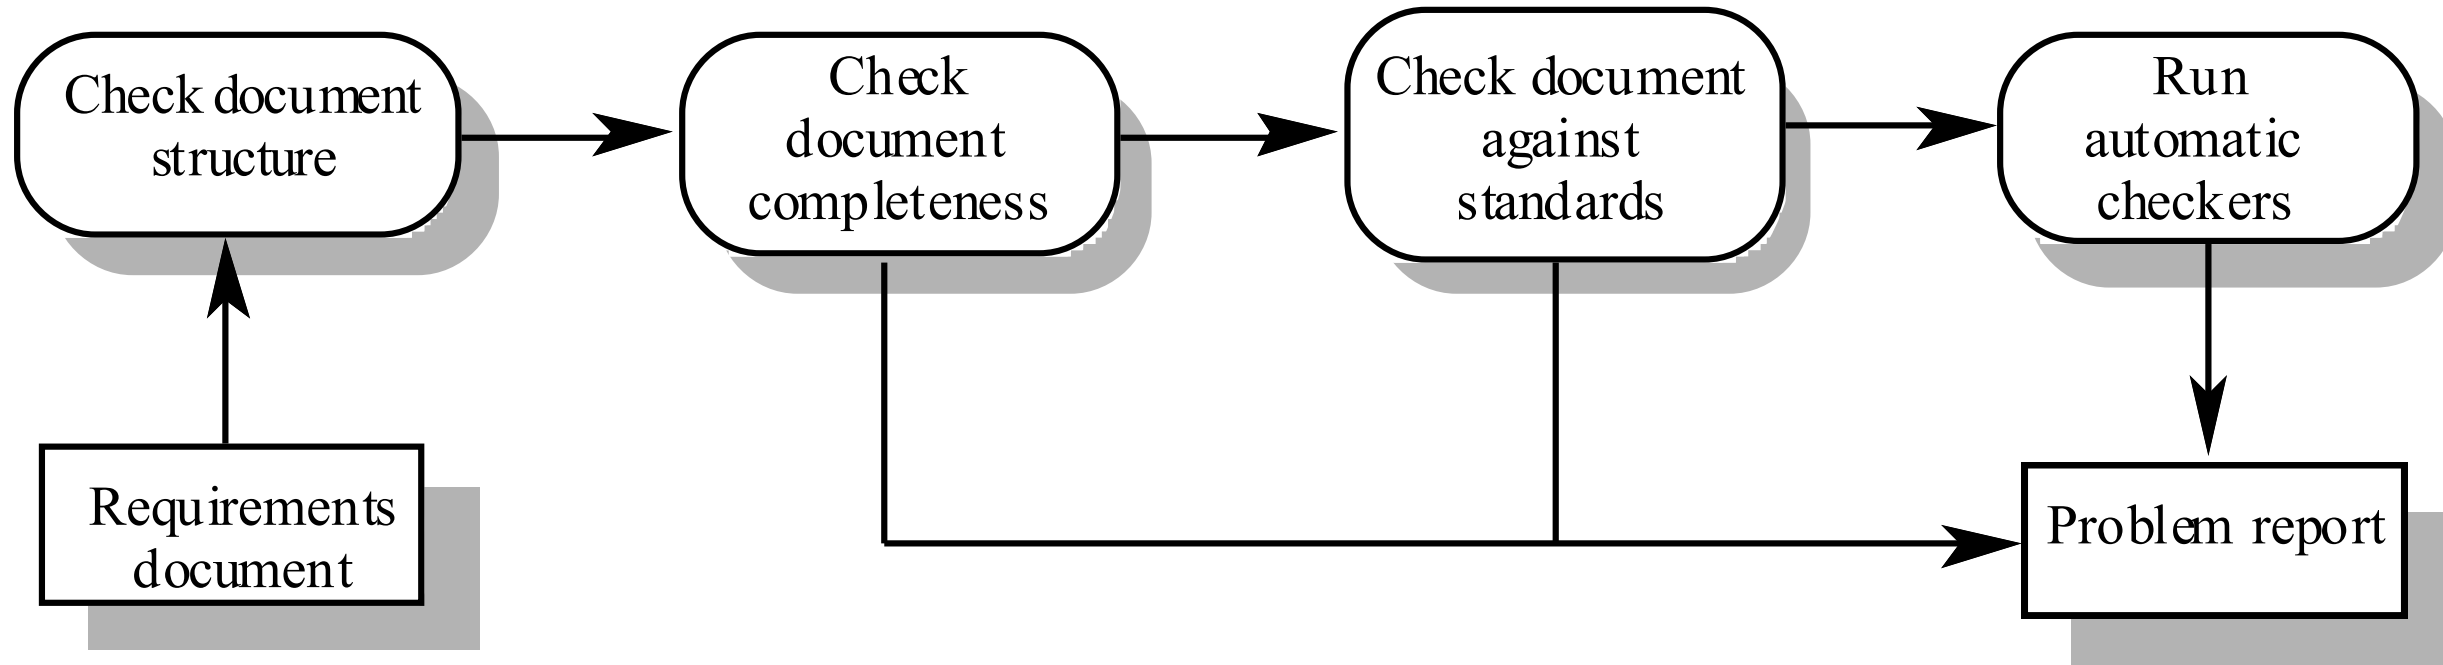 Check document
structure
Check
document
completeness
Check document
against
standards
Run
automatic
checkers
Requirements
document
Problem report